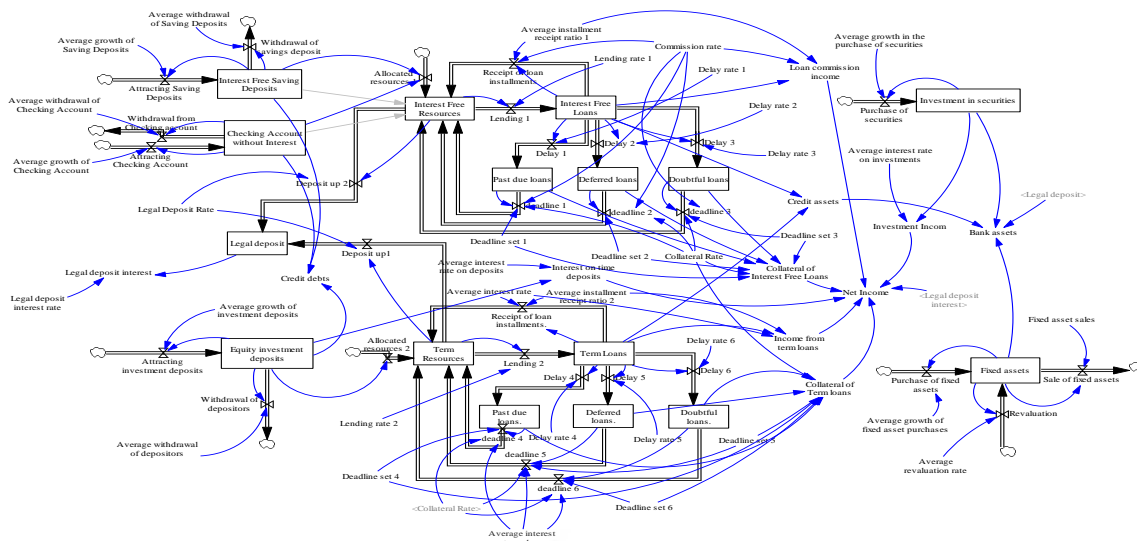 Average withdrawal
of Saving Deposits
Average growth of
Saving Deposits
Withdrawal of
savings deposit
Attracting Saving
Deposits
Interest Free Saving
Deposits
Average withdrawal of
Checking Account
Withdrawal from
Checking account
Checking Account
without Interest
Average growth of
Checking Account
Attracting
Checking Account
Allocated
resources 1
Interest Free
Resources
Average installment
receipt ratio 1
Receipt of loan
installments
Lending rate 1
Lending 1
Interest Free
Loans
Commission rate
Delay rate 1
Delay rate 2
Delay rate 3
Delay 1
Delay 2
Delay 3
Past due loans
Deferred loans
Doubtful loans
deadline 1
deadline 2
deadline 3
Deadline set 1
Deadline set 2
Deadline set 3
Collateral Rate
Collateral of
Interest Free Loans
Loan commission
income
Average growth in
the purchase of securities
Purchase of
securities
Investment in securities
Average interest rate
on investments
Credit assets
Investment Incom
Bank assets
<Legal deposit>
Net Income
<Legal deposit
interest>
Deposit up 2
Legal Deposit Rate
Legal deposit
Deposit up1
Legal deposit interest
Legal deposit
interest rate
Credit debts
Average interest
rate on deposits
Interest on time
deposits
Average interest rate
Average installment
receipt ratio 2
Receipt of loan
installments.
Average growth of
investment deposits
Attracting
investment deposits
Equity investment
deposits
Withdrawal of
depositors
Average withdrawal
of depositors
Allocated
resources 2
Term
Resources
Lending 2
Lending rate 2
Term Loans
Income from
term loans
Delay rate 6
Delay 4
Delay 5
Delay 6
Past due
loans.
Deferred
loans.
Doubtful
loans.
Delay rate 4
Delay rate 5
deadline 4
deadline 5
deadline 6
Deadline set 4
Deadline set 5
Deadline set 6
<Collateral Rate>
Average interest
Collateral of
Term loans
Fixed asset sales
Fixed assets
Purchase of fixed
assets
Sale of fixed assets
Average growth of
fixed asset purchases
Revaluation
Average
revaluation rate